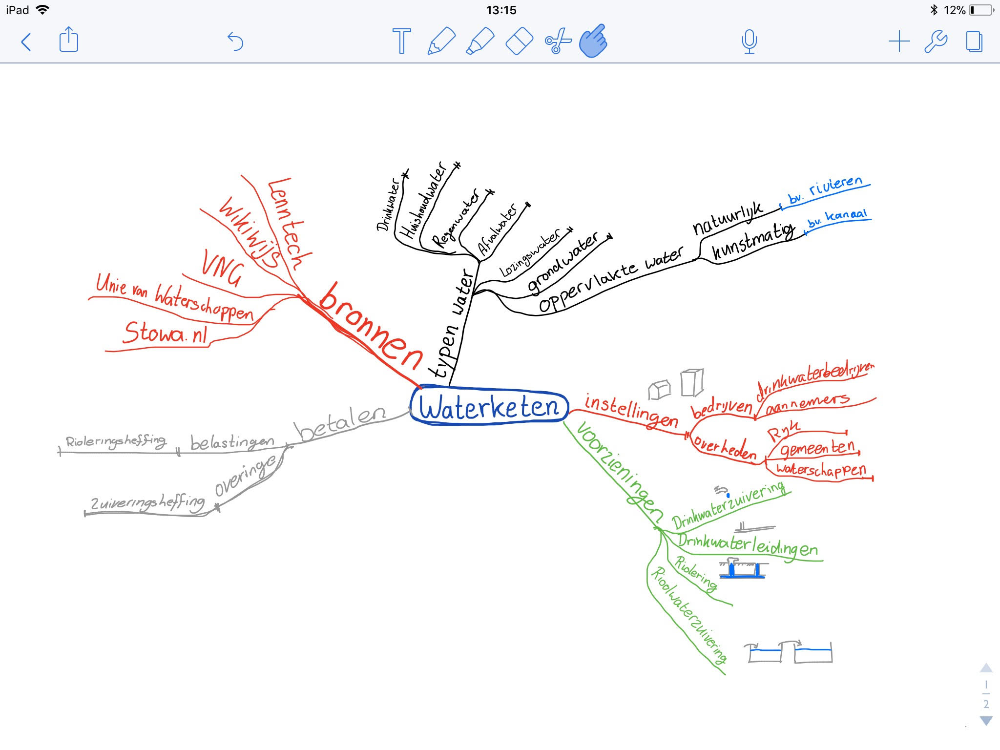 iPad
13:15
12%
T
Lenntech
Wikiwijs
VNG
Unie van Waterschappen
Stowa.nl
bronnen
Drinkwater
Huishoudwater
Regenwater
Afvalwater
Lozingswater
grondwater
oppervlakte water
natuurlijk
bv. rivieren
kunstmatig
bv. kanaal
typen water
Waterketen
instellingen
bedrijven
drinkwaterbedrijven
aannemers
overheden
Rijk
gemeenten
waterschappen
betalen
belastingen
Rioleringsheffing
overinge
Zuiveringsheffing
voorzieningen
Drinkwaterzuivering
Drinkwaterleidingen
Riolering
Rioolwaterzuivering
1
2